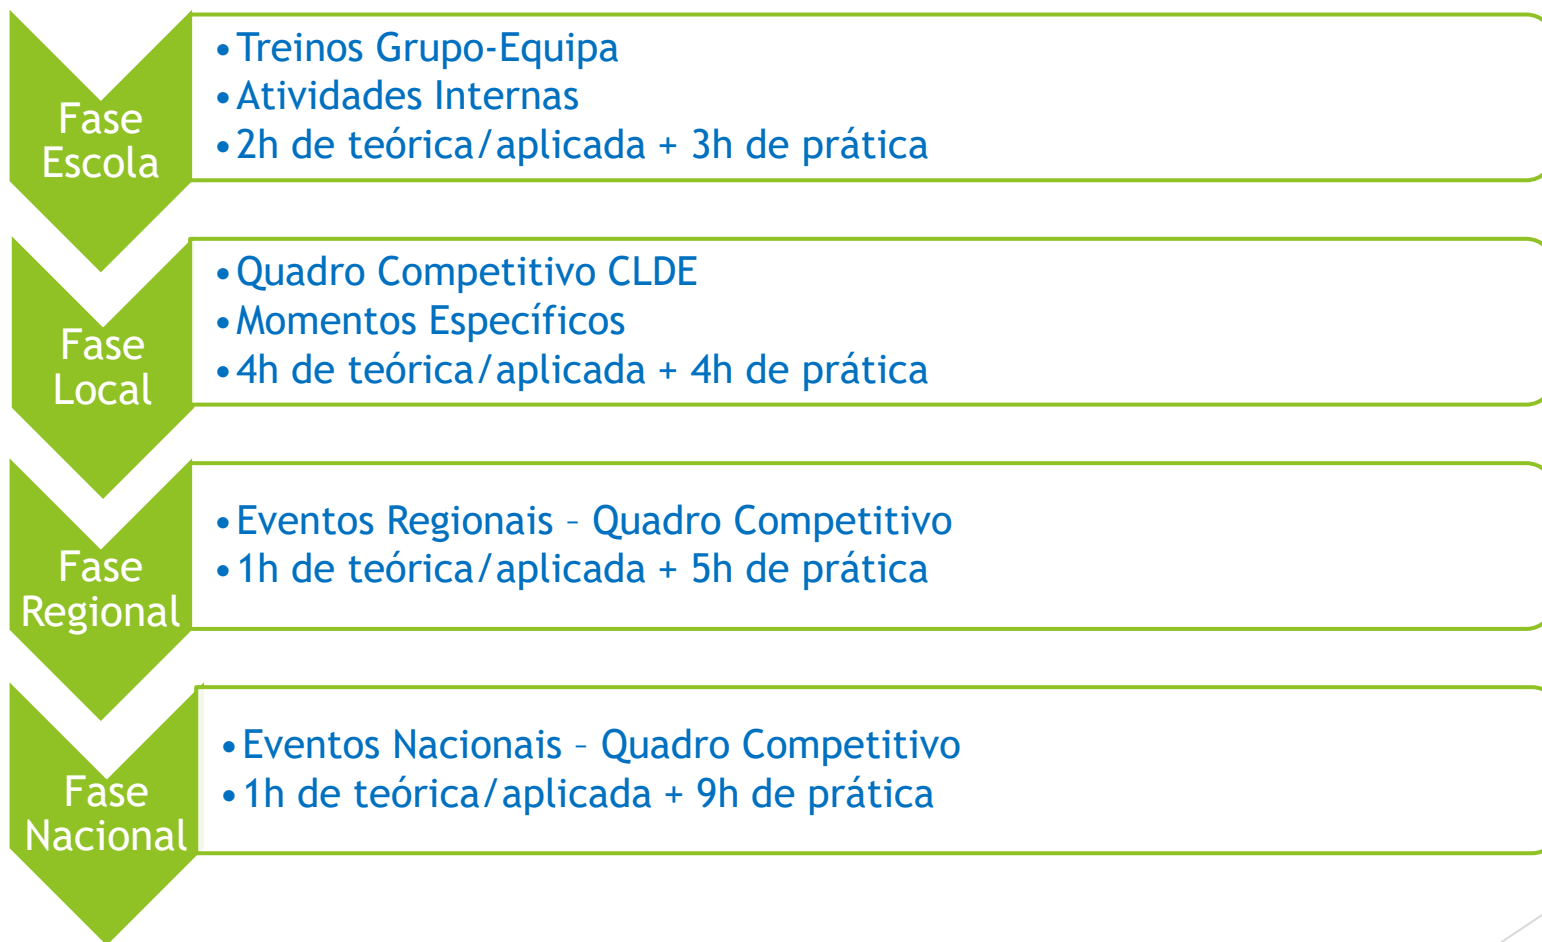 Fase
Escola
•Treinos Grupo-Equipa
•Atividades Internas
•2h de teórica/aplicada + 3h de prática
Fase
Local
•Quadro Competitivo CLDE
•Momentos Específicos
•4h de teórica/aplicada + 4h de prática
Fase
Regional
•Eventos Regionais – Quadro Competitivo
•1h de teórica/aplicada + 5h de prática
Fase
Nacional
•Eventos Nacionais – Quadro Competitivo
•1h de teórica/aplicada + 9h de prática